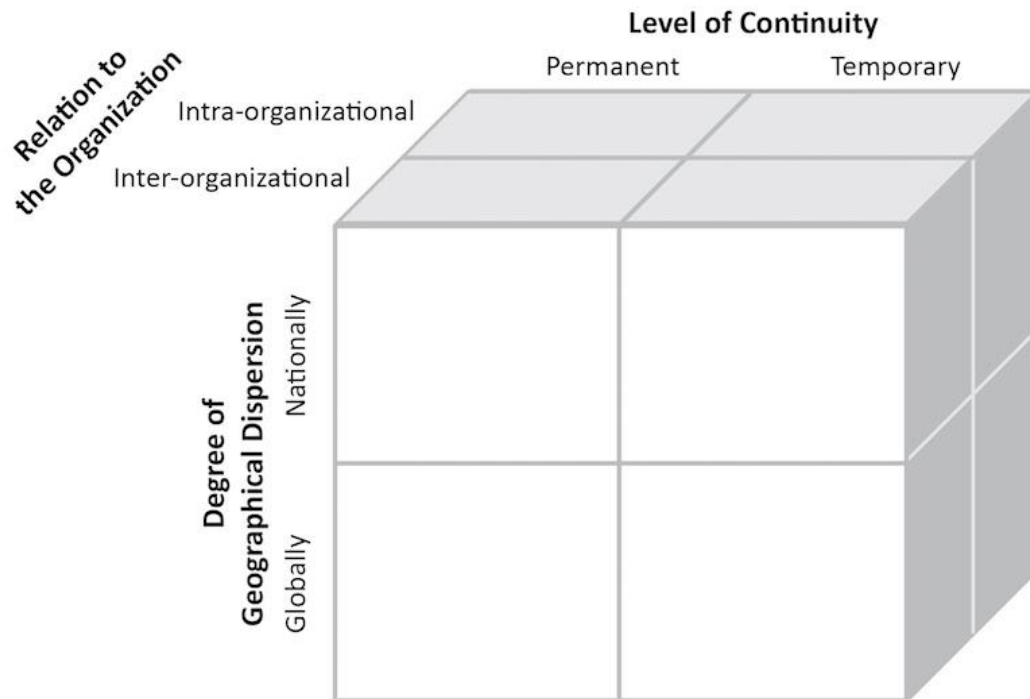 Level of Continuity
Permanent
Temporary
Relation to
the Organization
Intra-organizational
Inter-organizational
Degree of
Geographical Dispersion
Nationally
Globally